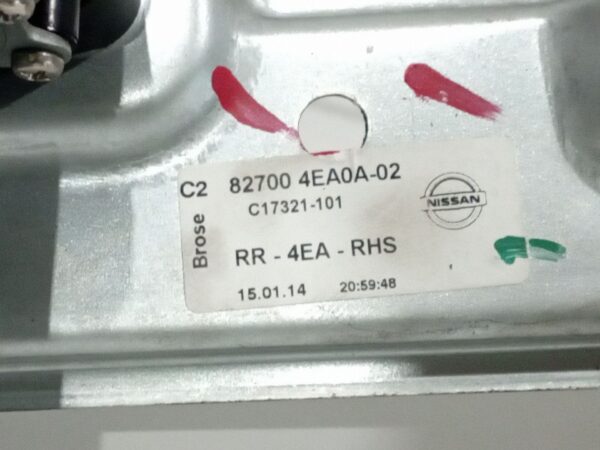 C2 82700 4EA0A-02
C17321-101
NISSAN
Brose
RR - 4EA - RHS
15.01.14 20:59:48